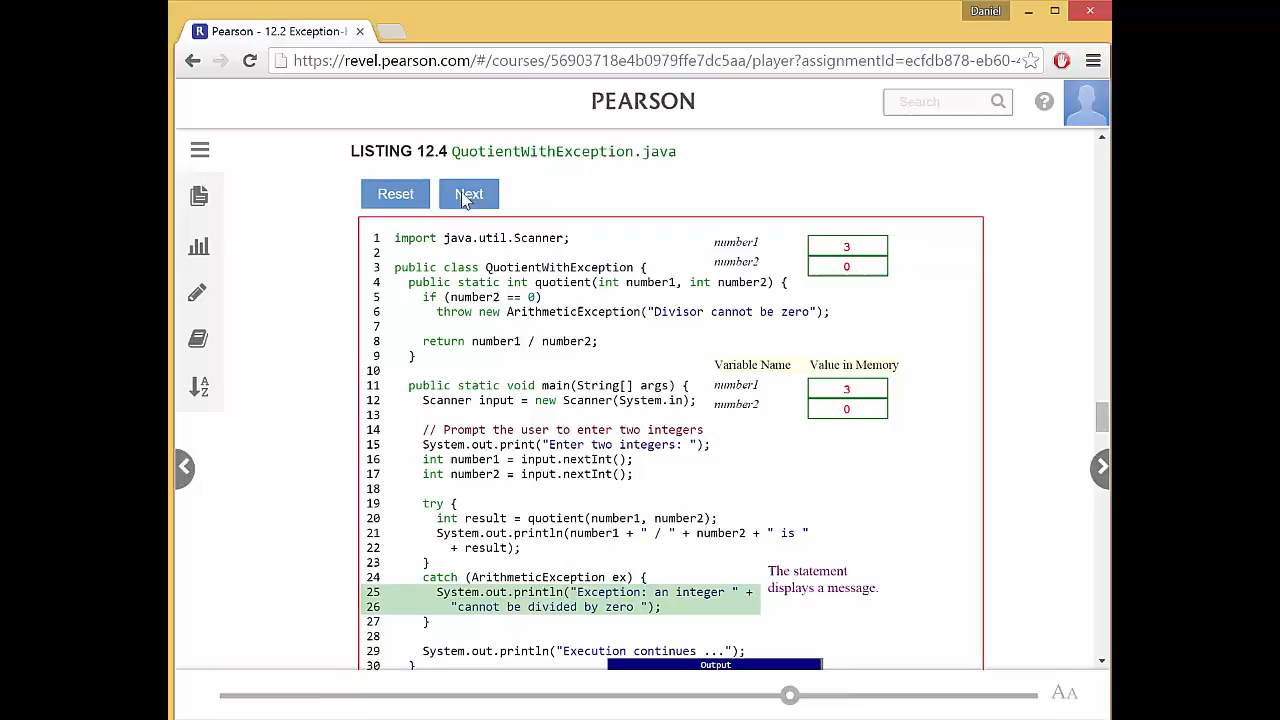 Daniel
R Pearson - 12.2 Exception-H
https://revel.pearson.com/#/courses/56903718e4b0979ffe7dc5aa/player?assignmentId=ecfdb878-eb60-4
PEARSON
Search
?
LISTING 12.4 QuotientWithException.java
Reset Next
1 import java.util.Scanner;
number1 3
2
number2 0
3 public class QuotientWithException {
4 public static int quotient(int number1, int number2) {
5 if (number2 == 0)
6 throw new ArithmeticException("Divisor cannot be zero");
7
8 return number1 / number2;
9 }
Variable Name Value in Memory
10
11 public static void main(String[] args) {
number1 3
12 Scanner input = new Scanner(System.in);
number2 0
13
14 // Prompt the user to enter two integers
15 System.out.print("Enter two integers: ");
16 int number1 = input.nextInt();
17 int number2 = input.nextInt();
18
19 try {
20 int result = quotient(number1, number2);
21 System.out.println(number1 + " / " + number2 + " is "
22 + result);
23 }
24 catch (ArithmeticException ex) {
The statement
displays a message.
25 System.out.println("Exception: an integer " +
26 "cannot be divided by zero ");
27 }
28
29 System.out.println("Execution continues ...");
30 }
Output
A Z
AA